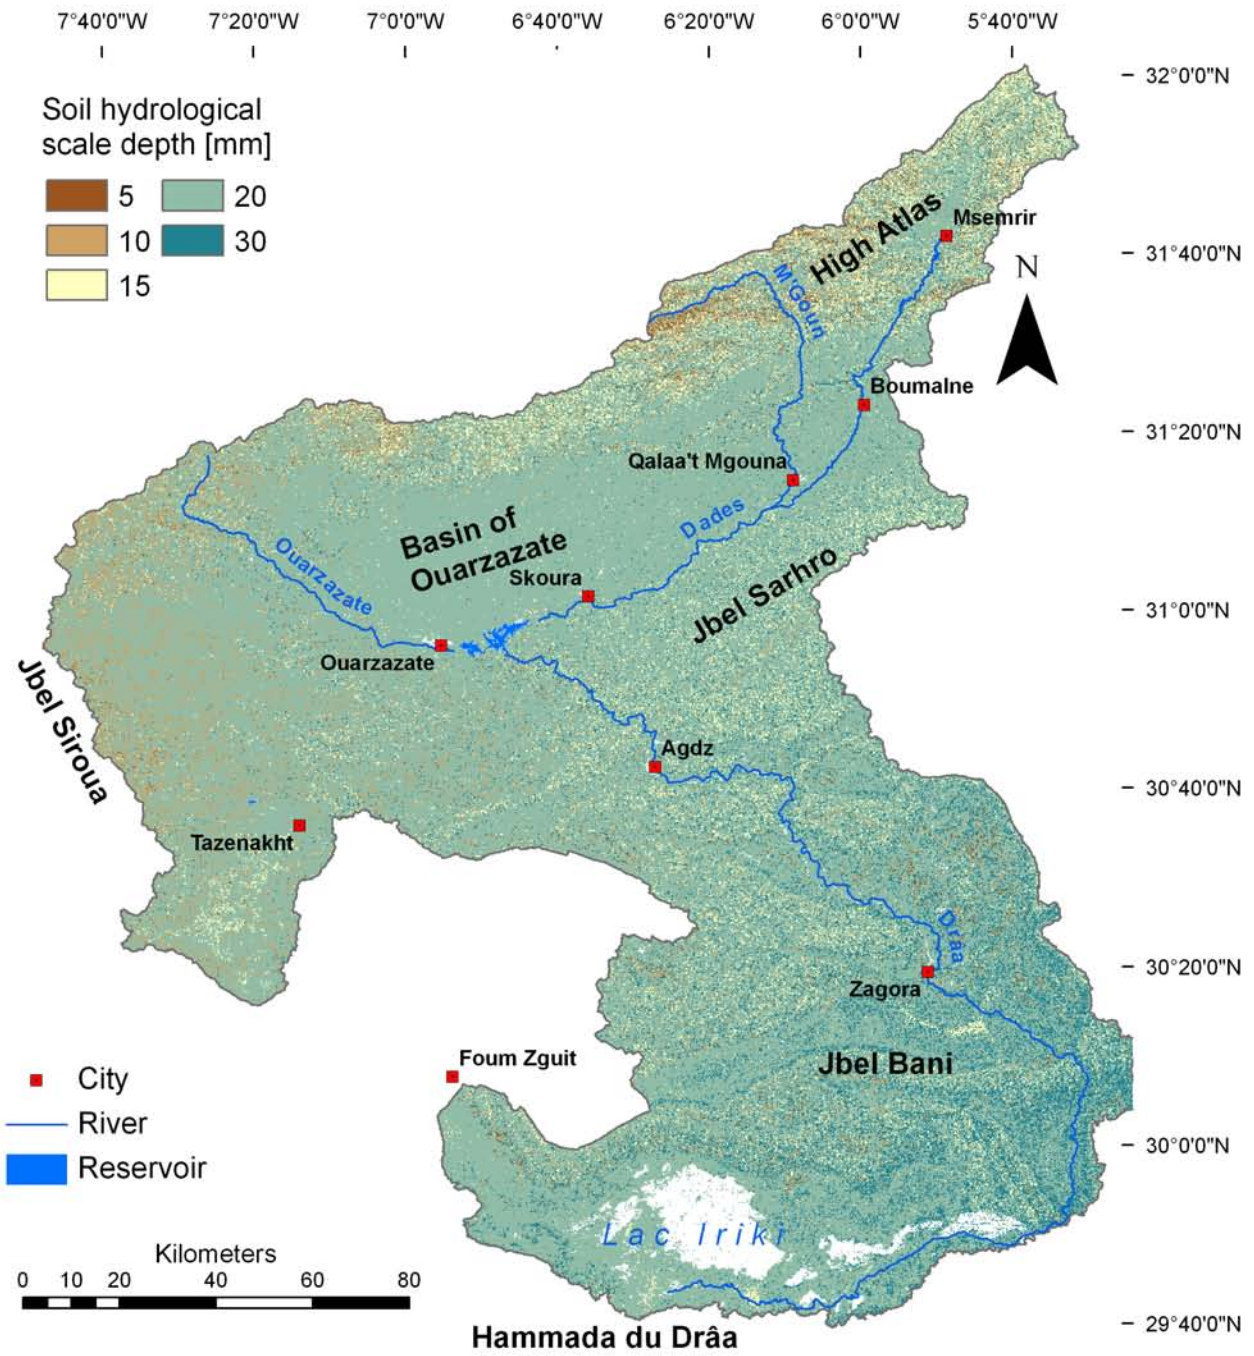 7°40'0"W 7°20'0"W 7°0'0"W 6°40'0"W 6°20'0"W 6°0'0"W 5°40'0"W
32°0'0"N
Soil hydrological
scale depth [mm]
5 20
10 30
15
High Atlas
Msemrir
31°40'0"N
N
M'Goun
Boumalne
31°20'0"N
Qalaa't Mgouna
Dades
Basin of
Ouarzazate
Ouarzazate
Skoura
Jbel Sarhro
31°0'0"N
Ouarzazate
Jbel Siroua
Agdz
30°40'0"N
Tazenakht
Drâa
30°20'0"N
Zagora
Foum Zguit
Jbel Bani
City
River
30°0'0"N
Reservoir
Lac Iriki
Kilometers
0 10 20 40 60 80
29°40'0"N
Hammada du Drâa